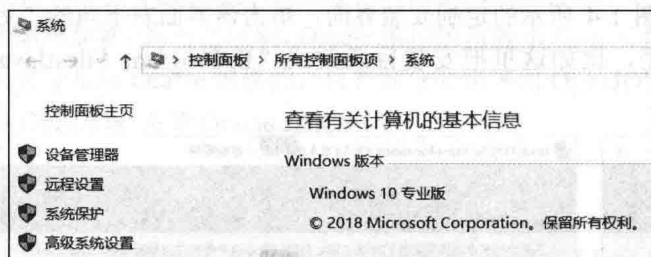 系统
↑ > 控制面板 > 所有控制面板项 > 系统
控制面板主页
查看有关计算机的基本信息
设备管理器
Windows 版本
远程设置
Windows 10 专业版
系统保护
© 2018 Microsoft Corporation。保留所有权利。
高级系统设置